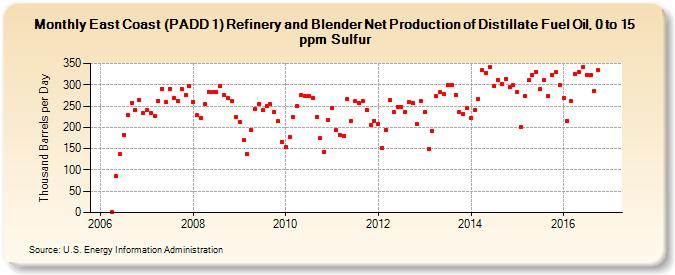 Monthly East Coast (PADD 1) Refinery and Blender Net Production of Distillate Fuel Oil, 0 to 15
ppm Sulfur
Thousand Barrels per Day
350
300
250
200
150
100
50
0
2006 2008 2010 2012 2014 2016
Source: U.S. Energy Information Administration